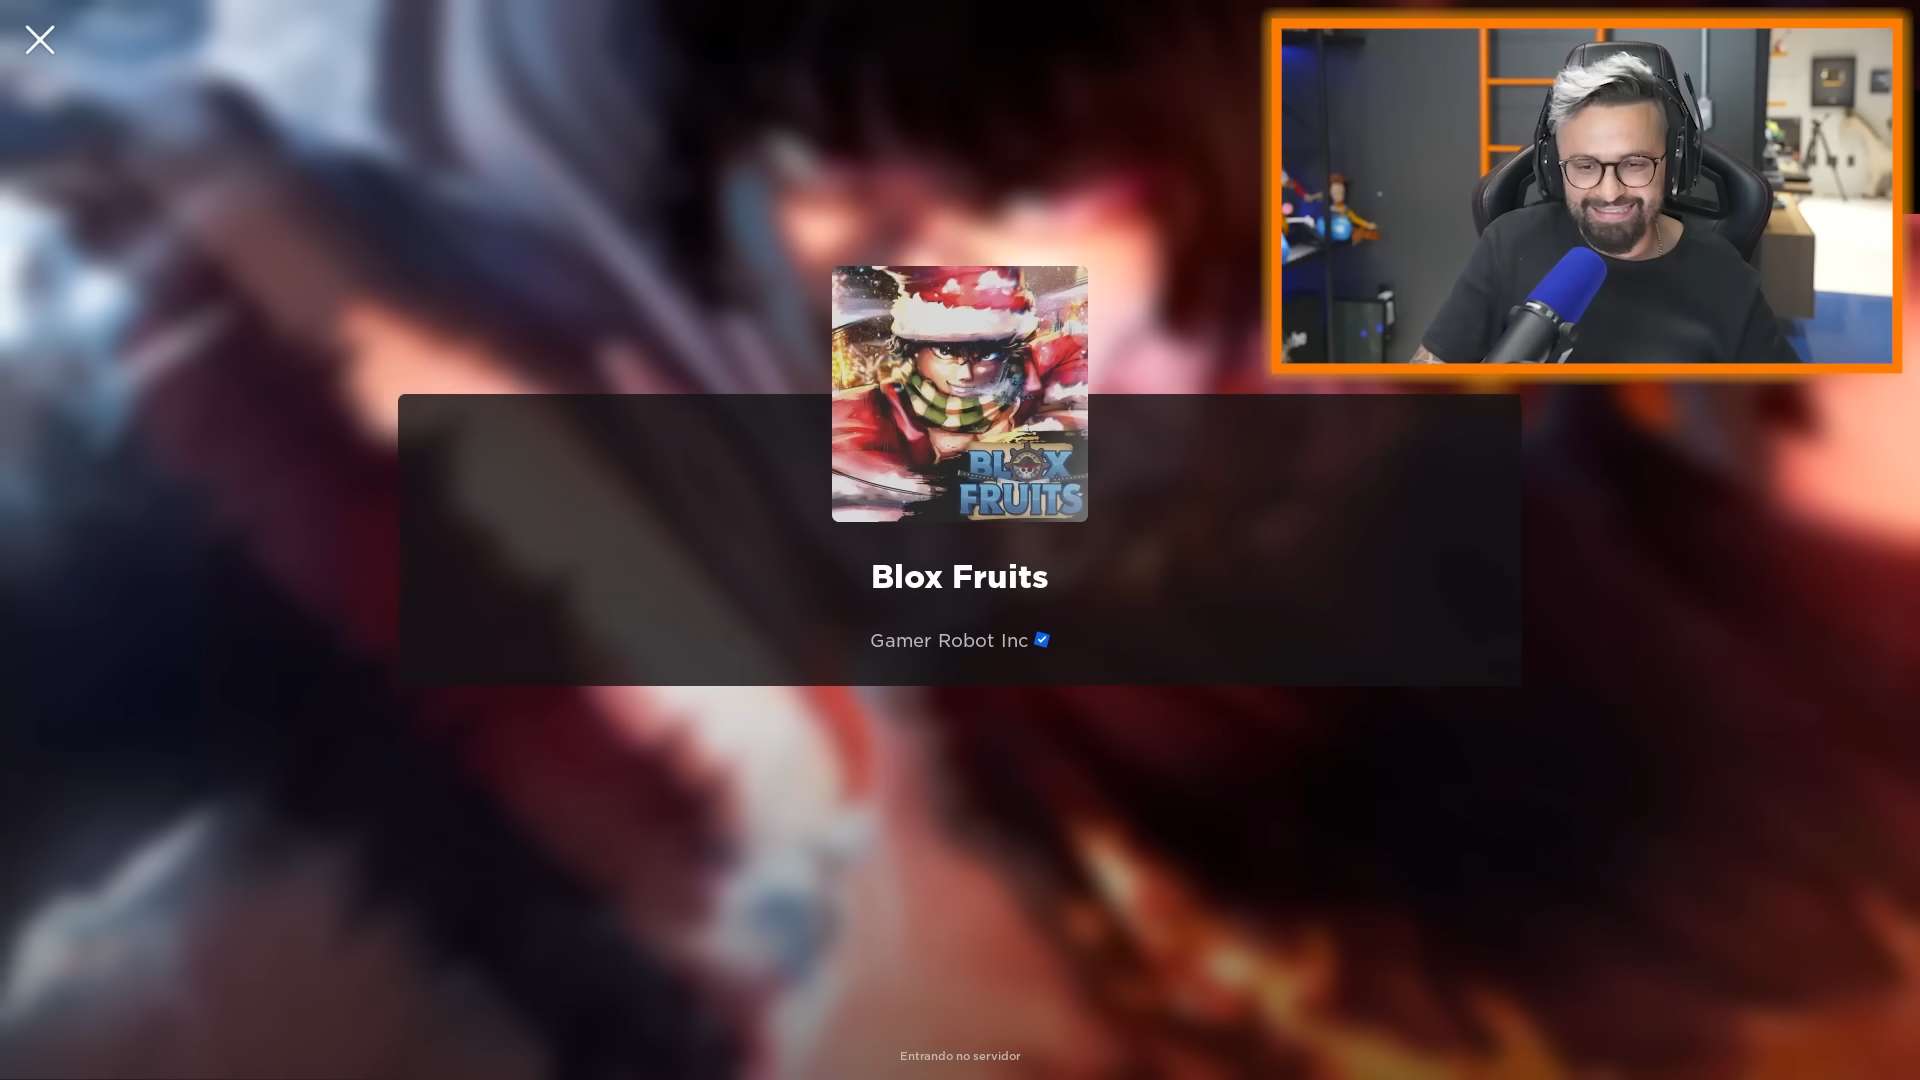 BLOX
FRUITS
Blox Fruits
Gamer Robot Inc
Entrando no servidor